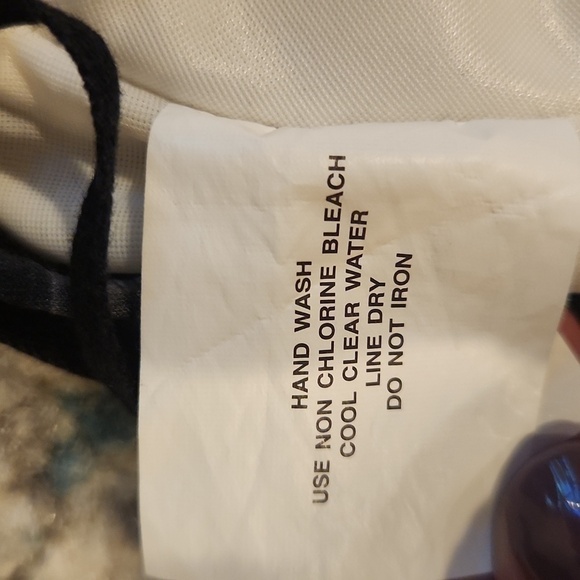 HAND WASH
USE NON CHLORINE BLEACH
COOL CLEAR WATER
LINE DRY
DO NOT IRON